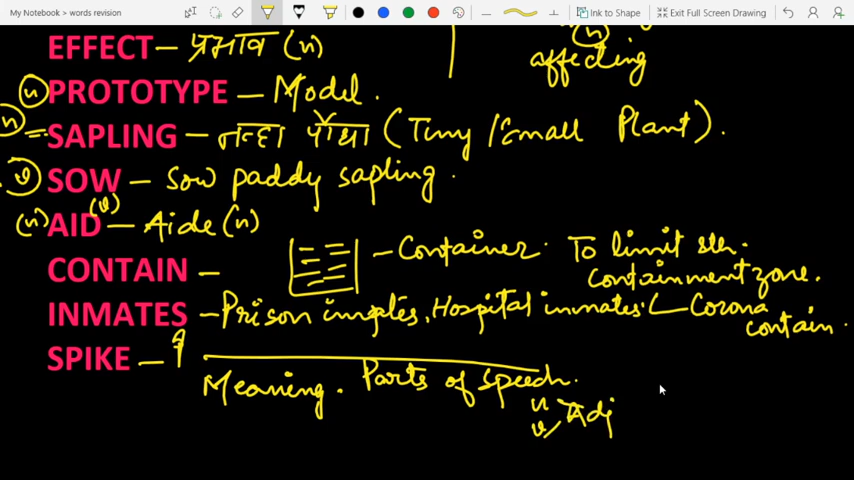 My Notebook > words revision
Ink to Shape
Exit Full Screen Drawing
EFFECT – प्रभाव (n)
(n)
affecting
(n) PROTOTYPE – Model.
(n) = SAPLING – नन्हा पौधा (Tiny / Small Plant).
(v) SOW – Sow paddy sapling.
(n) AID (v) – Aide (n)
CONTAIN – – Container. To limit sth.
containment zone.
INMATES – Prison inmates, Hospital inmates. Corona
contain.
SPIKE –
Meaning. Parts of speech.
n
v Adj